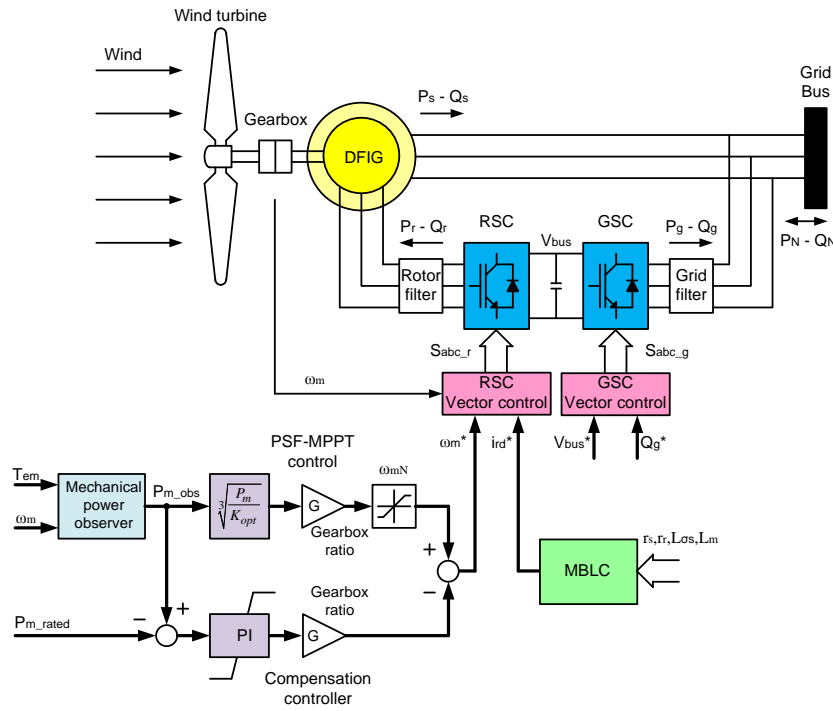 Wind turbine
Wind
Gearbox
DFIG
Ps - Qs
Grid
Bus
PN - QN
Pr - Qr
RSC
Vbus
GSC
Pg - Qg
Rotor
filter
Grid
filter
Sabc_r
Sabc_g
ωm
RSC
Vector control
GSC
Vector control
ωm*
ird*
Vbus*
Qg*
PSF-MPPT
control
ωmN
Tem
ωm
Mechanical
power
observer
Pm_obs
3√(Pm/Kopt)
G
Gearbox
ratio
+
−
rs,rr,Lσs,Lm
MBLC
Pm_rated
−
+
PI
Gearbox
ratio
G
Compensation
controller